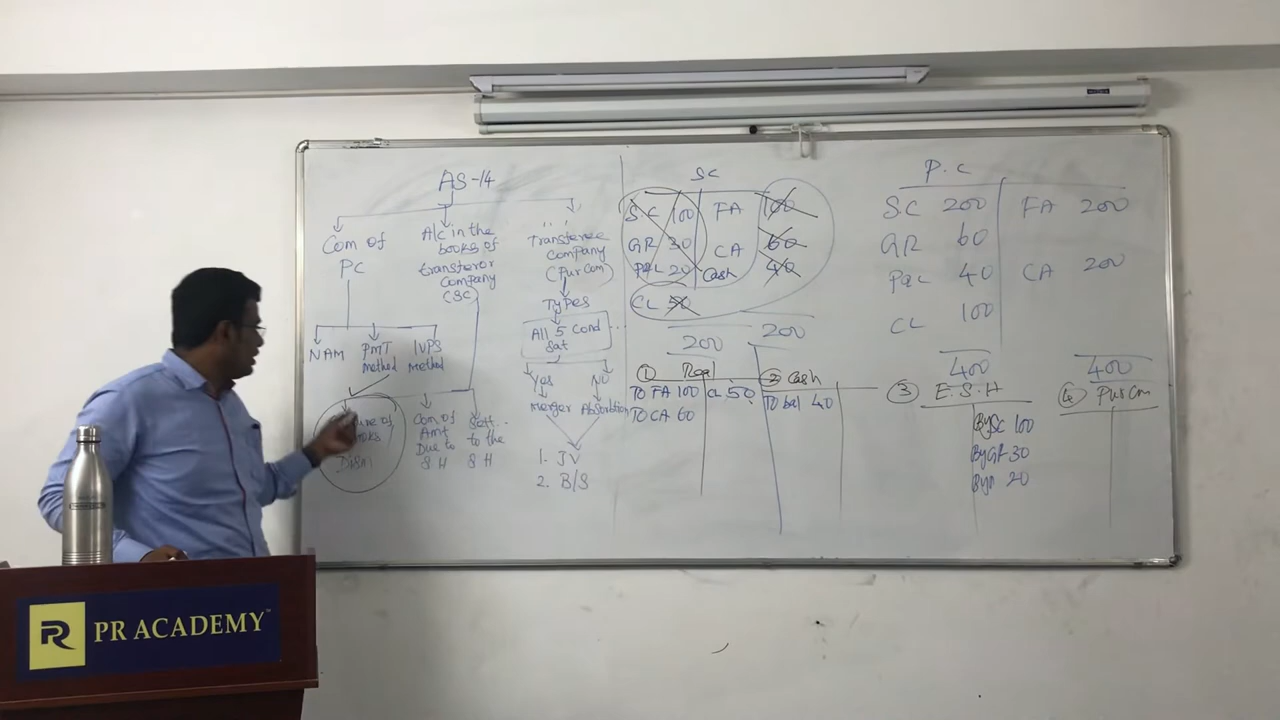 AS-14
Com of
PC
A/c in the
books of
transferor
company
(SC)
Transferee
company
(Pur Com)
Types
All 5 Cond
Sat
Yes
NO
Merger
Absorbtion
1. JV
2. B/S
NAM
PMT
Method
IVPS
Method
Com of
Amt
Due to
S H
Sett..
to the
S H
SC
SC 100 FA 100
GR 30 CA 60
P&L 20 Cash 40
CL 50
200 200
P.C
SC 200 FA 200
GR 60
P&L 40 CA 200
CL 100
400 400
① Real
TO FA 100 CL 50
TO CA 60
② Cash
TO bal 40
③ E.S.H
By SC 100
By GR 30
20
④ Pur Com
PR ACADEMY